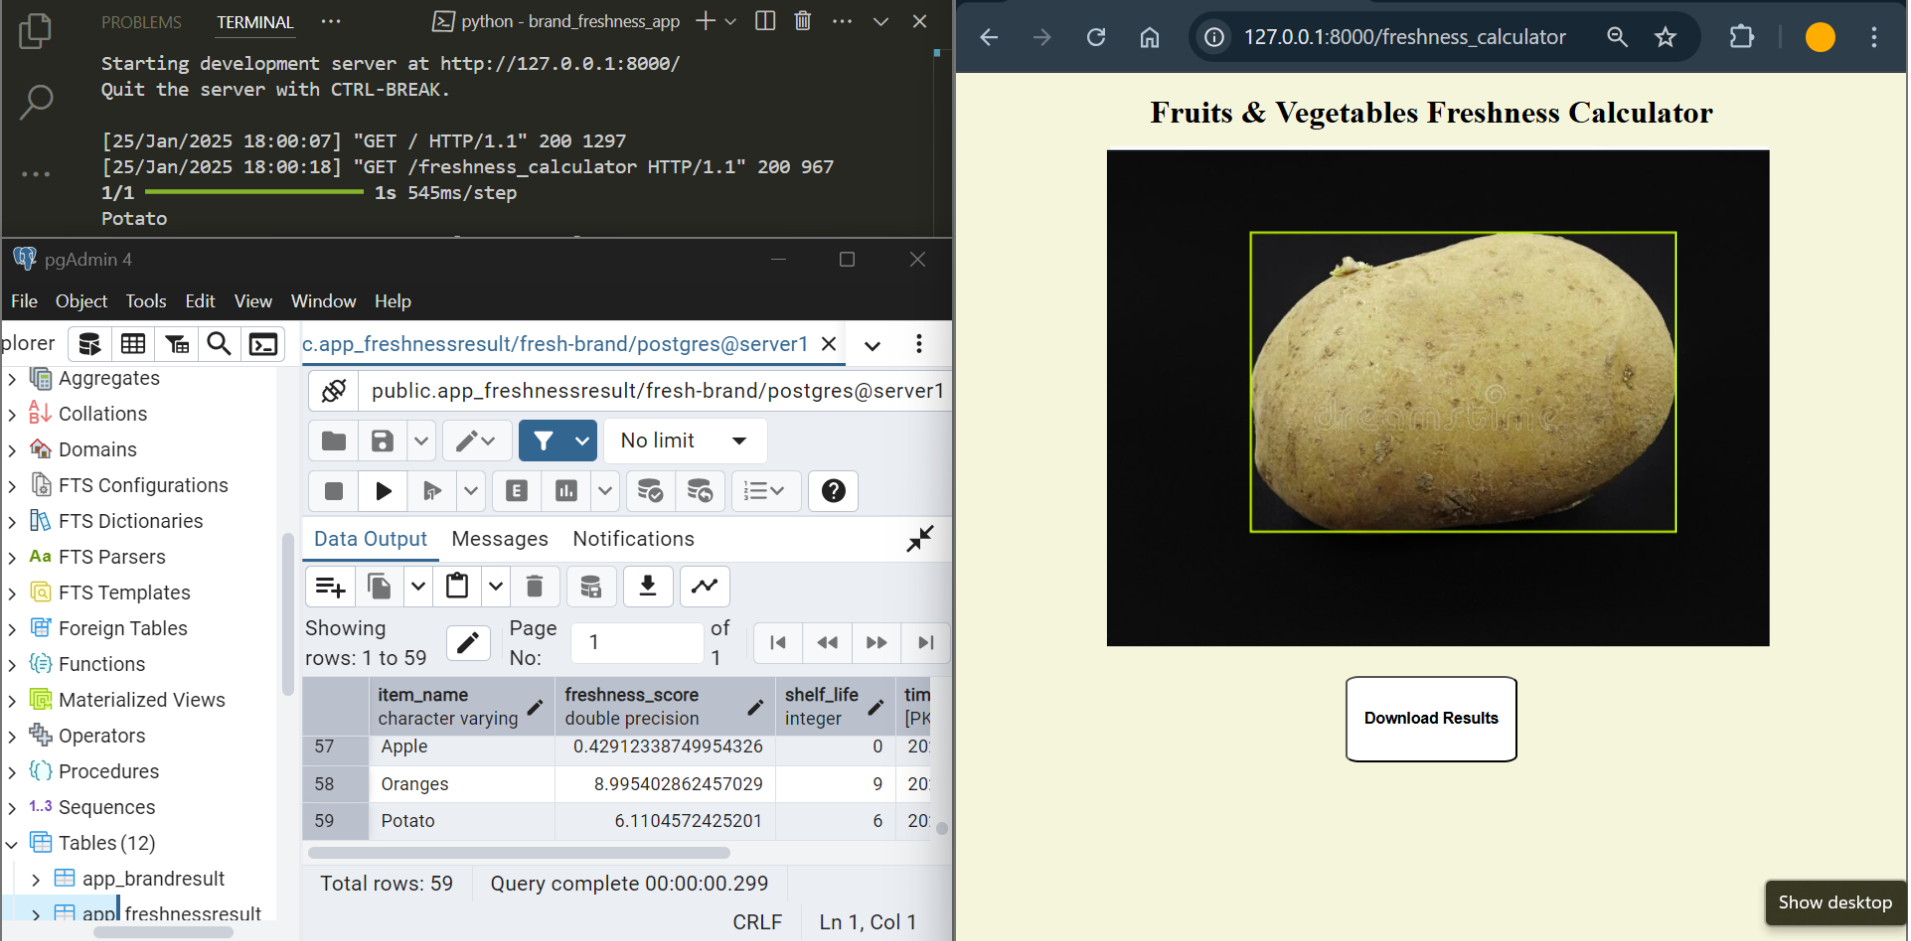 PROBLEMS TERMINAL ··· python - brand_freshness_app
Starting development server at http://127.0.0.1:8000/
Quit the server with CTRL-BREAK.
[25/Jan/2025 18:00:07] "GET / HTTP/1.1" 200 1297
[25/Jan/2025 18:00:18] "GET /freshness_calculator HTTP/1.1" 200 967
1/1 1s 545ms/step
Potato
pgAdmin 4
File Object Tools Edit View Window Help
plorer
Aggregates
Collations
Domains
FTS Configurations
FTS Dictionaries
Aa FTS Parsers
FTS Templates
Foreign Tables
Functions
Materialized Views
Operators
Procedures
1..3 Sequences
Tables (12)
app_brandresult
app_freshnessresult
c.app_freshnessresult/fresh-brand/postgres@server1
public.app_freshnessresult/fresh-brand/postgres@server1
No limit
E
Data Output Messages Notifications
Showing rows: 1 to 59
Page No: 1 of 1
item_name freshness_score shelf_life tim
character varying double precision integer [PK
57 Apple 0.42912338749954326 0 20
58 Oranges 8.995402862457029 9 20
59 Potato 6.1104572425201 6 20
Total rows: 59 Query complete 00:00:00.299
CRLF Ln 1, Col 1
127.0.0.1:8000/freshness_calculator
Fruits & Vegetables Freshness Calculator
dreamstime
Download Results
Show desktop